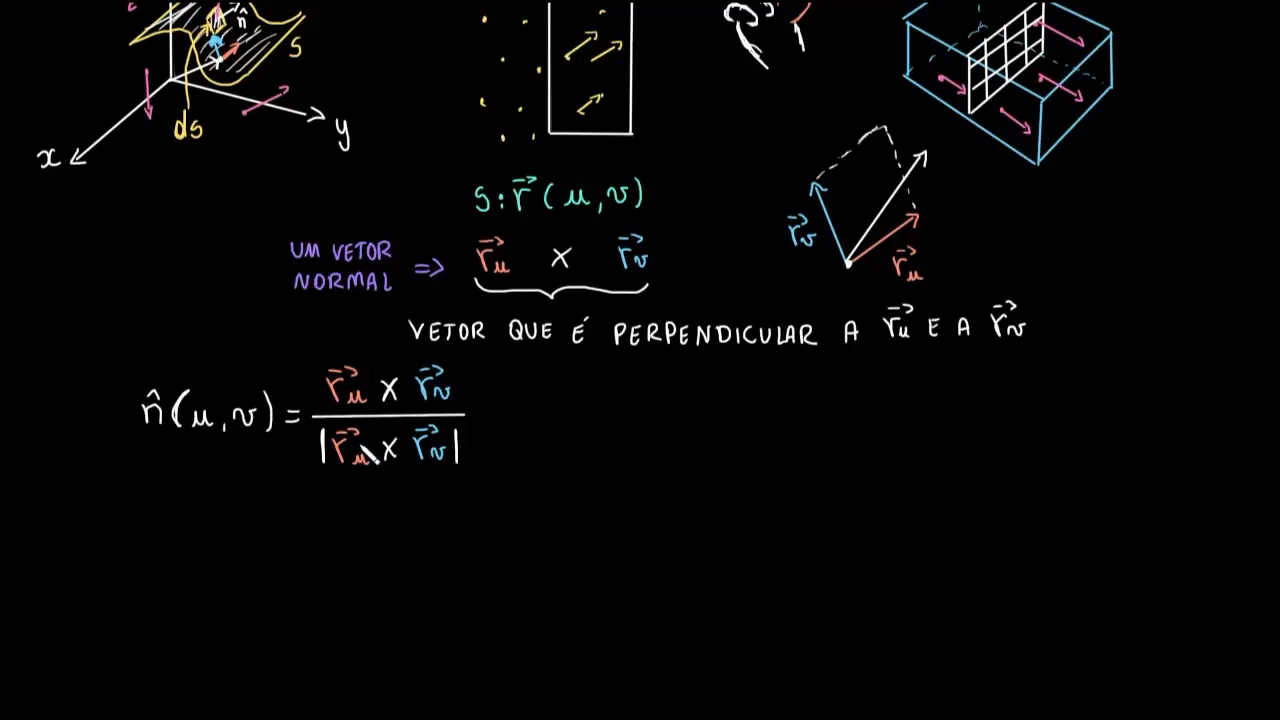 n̂
S
ds
x
y
S: r⃗(u,v)
UM VETOR
NORMAL ⇒ r⃗u × r⃗v
r⃗v
r⃗u
VETOR QUE É PERPENDICULAR A r⃗u E A r⃗v
n̂(u,v) = r⃗u × r⃗v
|r⃗u × r⃗v|